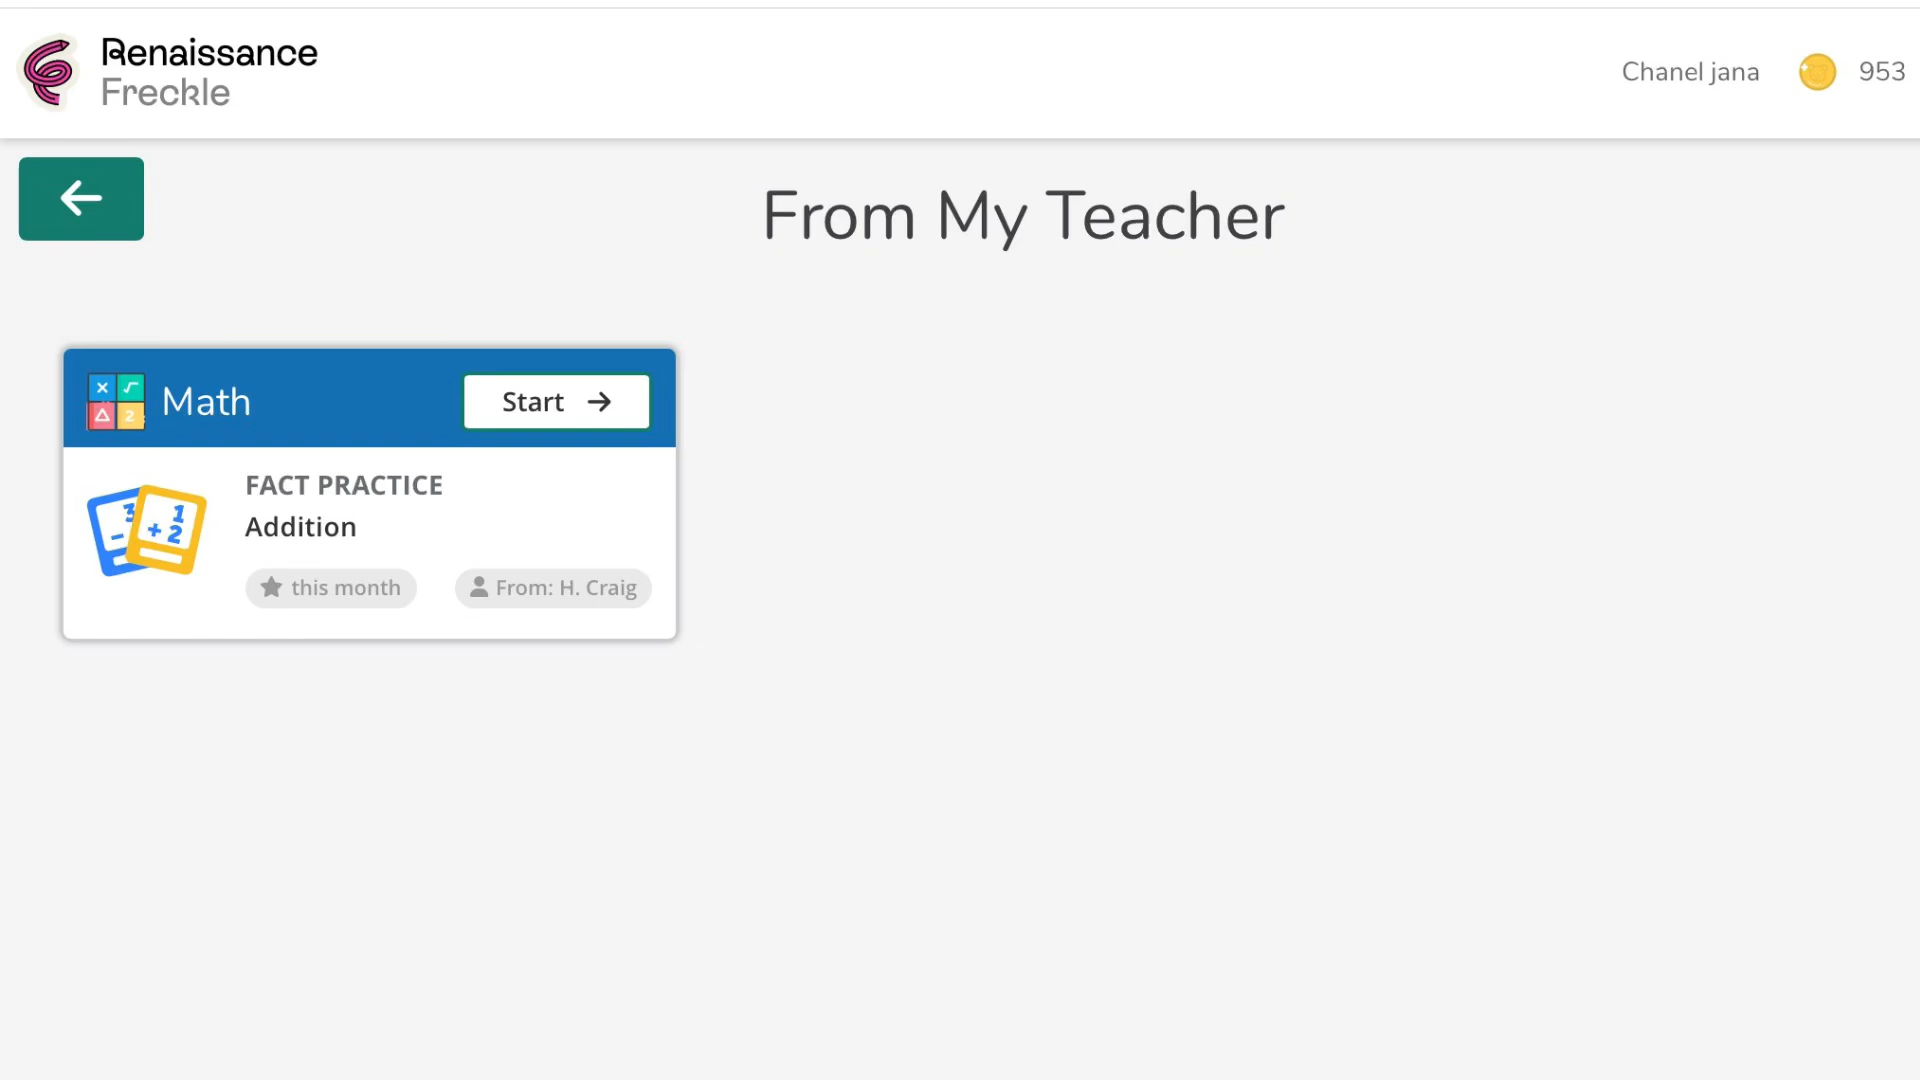 Renaissance
Freckle
Chanel jana
953
From My Teacher
Math
Start
FACT PRACTICE
Addition
this month
From: H. Craig